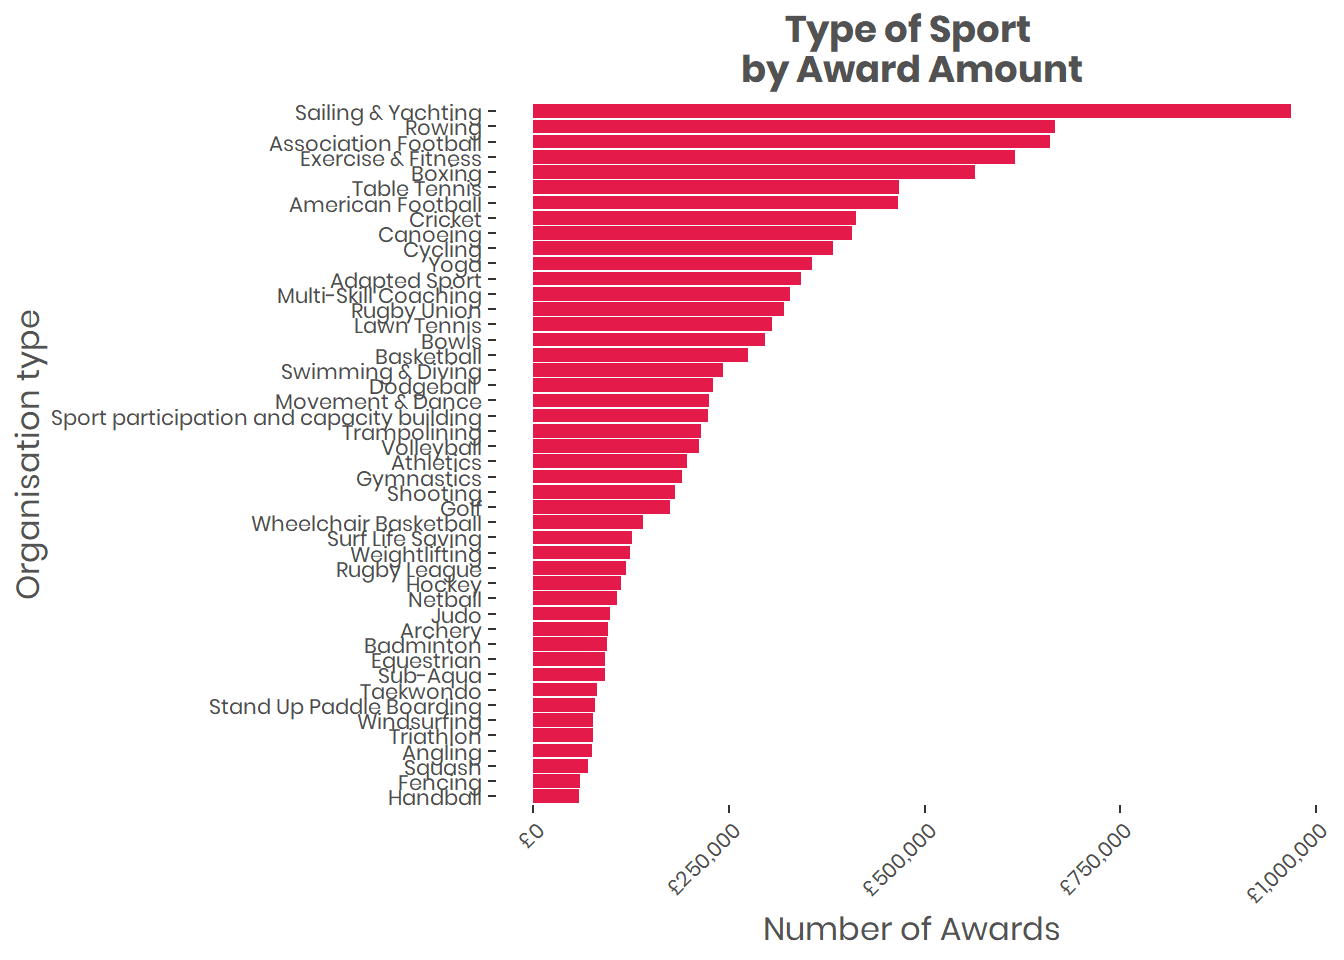 Type of Sport
by Award Amount
Organisation type
Sailing & Yachting
Rowing
Association Football
Exercise & Fitness
Boxing
Table Tennis
American Football
Cricket
Canoeing
Cycling
Yoga
Adapted Sport
Multi-Skill Coaching
Rugby Union
Lawn Tennis
Bowls
Basketball
Swimming & Diving
Dodgeball
Movement & Dance
Sport participation and capacity building
Trampolining
Volleyball
Athletics
Gymnastics
Shooting
Golf
Wheelchair Basketball
Surf Life Saving
Weightlifting
Rugby League
Hockey
Netball
Judo
Archery
Badminton
Equestrian
Sub-Aqua
Taekwondo
Stand Up Paddle Boarding
Windsurfing
Triathlon
Angling
Squash
Fencing
Handball
£0
£250,000
£500,000
£750,000
£1,000,000
Number of Awards